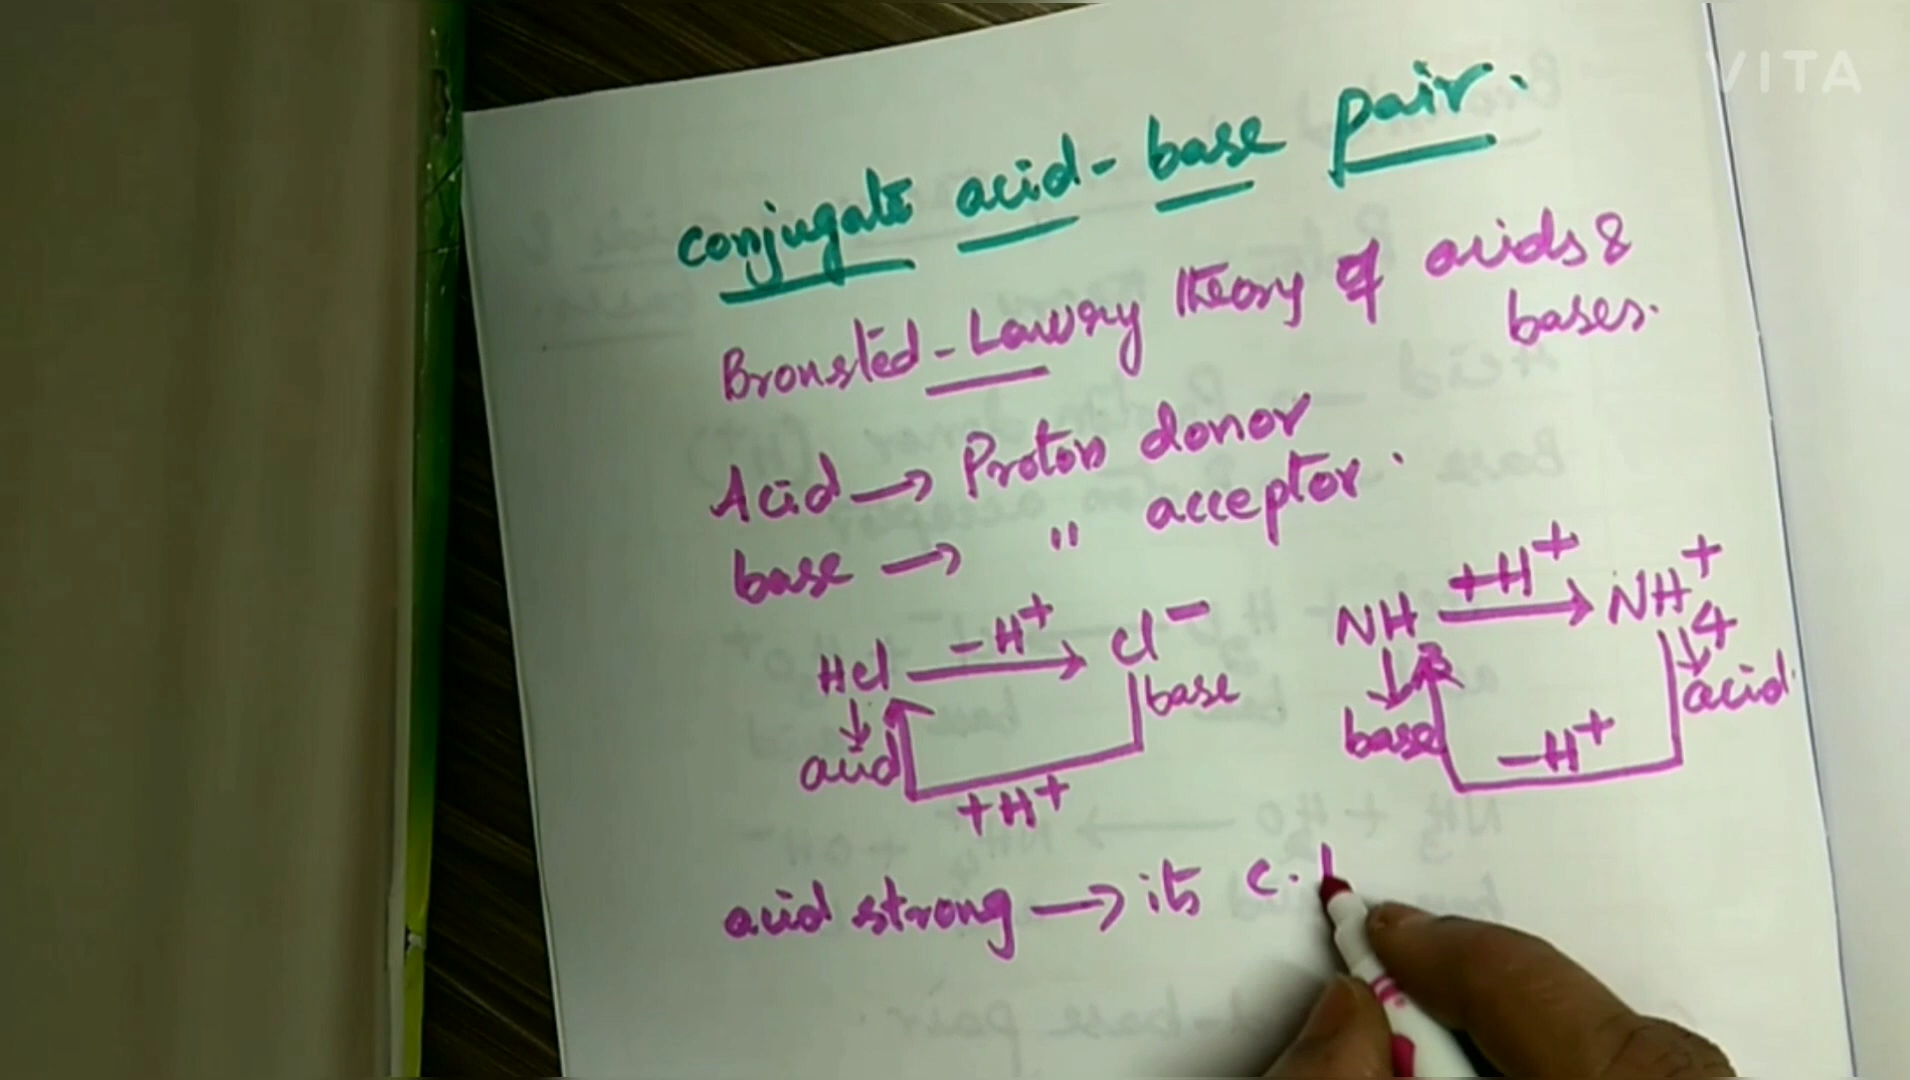 VITA
conjugate acid-base pair.
Bronsted-Lowry theory of acids &
bases.
Acid → Proton donor
base → " acceptor.
HCl -H+ → Cl-
acid
base
+H+
NH +H+ → NH4+
base
acid.
-H+
acid strong → its c.